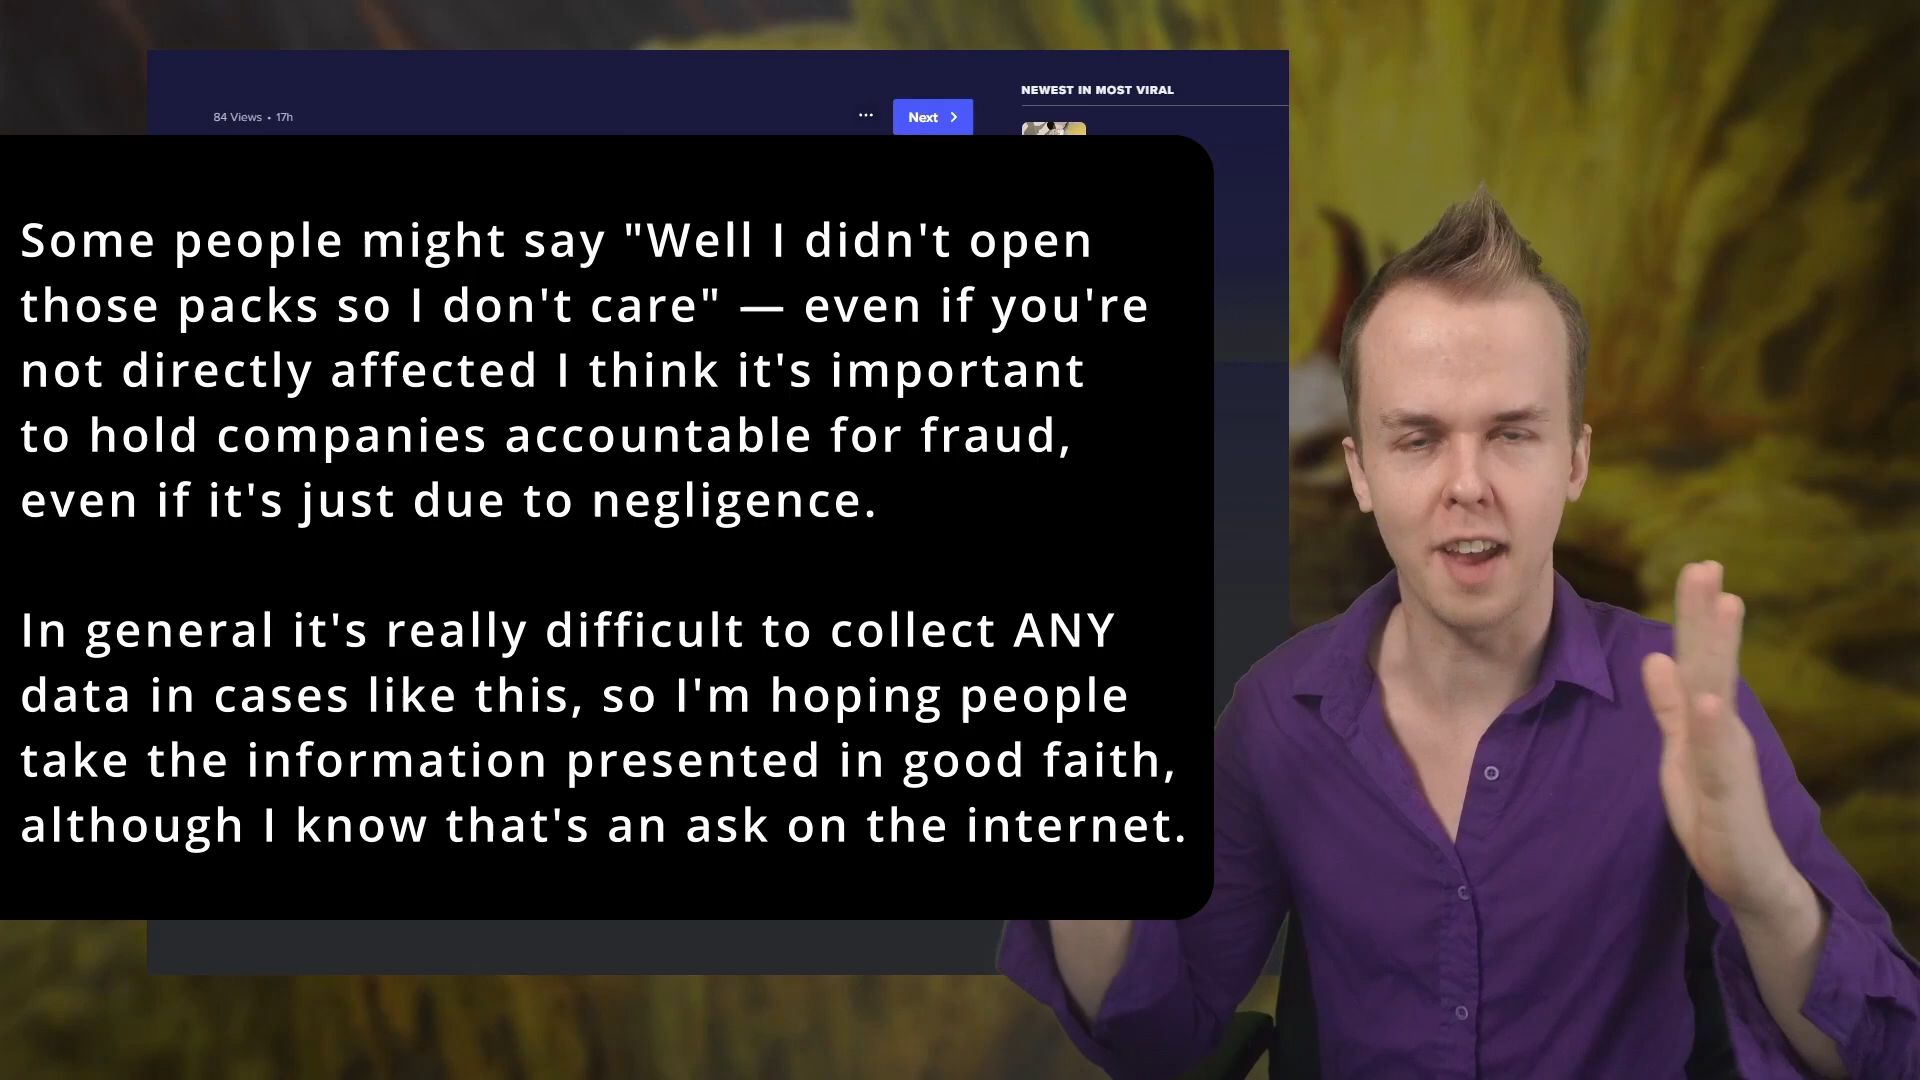 NEWEST IN MOST VIRAL
84 Views • 17h
Next
Some people might say "Well I didn't open
those packs so I don't care" — even if you're
not directly affected I think it's important
to hold companies accountable for fraud,
even if it's just due to negligence.
In general it's really difficult to collect ANY
data in cases like this, so I'm hoping people
take the information presented in good faith,
although I know that's an ask on the internet.